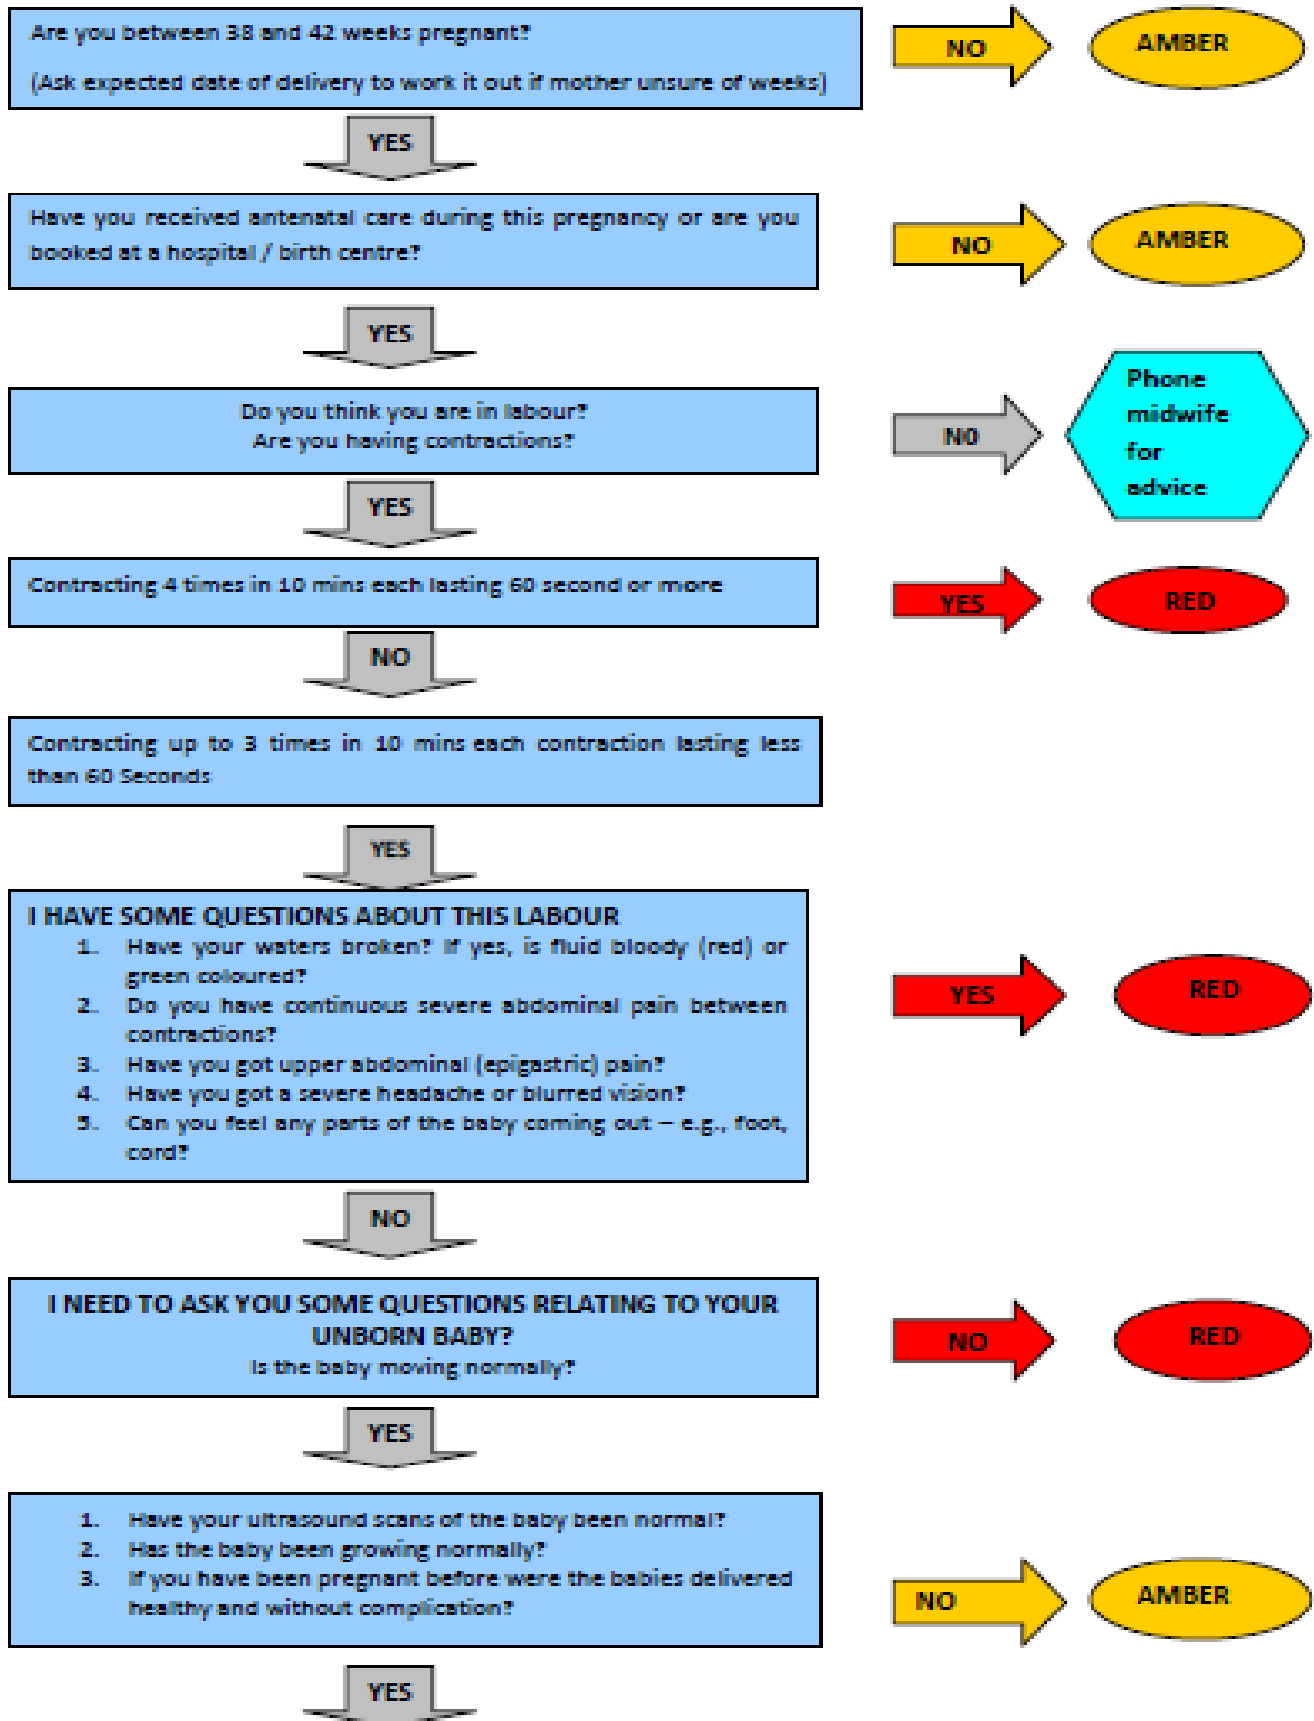 Are you between 38 and 42 weeks pregnant?
(Ask expected date of delivery to work it out if mother unsure of weeks)
NO
AMBER
YES
Have you received antenatal care during this pregnancy or are you
booked at a hospital / birth centre?
NO
AMBER
YES
Do you think you are in labour?
Are you having contractions?
N0
Phone
midwife
for
advice
YES
Contracting 4 times in 10 mins each lasting 60 second or more
YES
RED
NO
Contracting up to 3 times in 10 mins each contraction lasting less
than 60 Seconds
YES
I HAVE SOME QUESTIONS ABOUT THIS LABOUR
1. Have your waters broken? If yes, is fluid bloody (red) or
green coloured?
2. Do you have continuous severe abdominal pain between
contractions?
3. Have you got upper abdominal (epigastric) pain?
4. Have you got a severe headache or blurred vision?
5. Can you feel any parts of the baby coming out – e.g., foot,
cord?
YES
RED
NO
I NEED TO ASK YOU SOME QUESTIONS RELATING TO YOUR
UNBORN BABY?
Is the baby moving normally?
NO
RED
YES
1. Have your ultrasound scans of the baby been normal?
2. Has the baby been growing normally?
3. If you have been pregnant before were the babies delivered
healthy and without complication?
NO
AMBER
YES